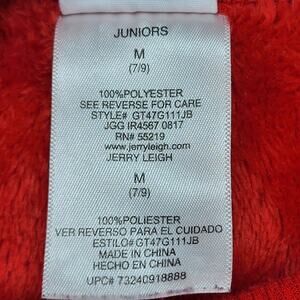 JUNIORS
M
(7/9)
100%POLYESTER
SEE REVERSE FOR CARE
STYLE# GT47G111JB
JGG IR4567 0817
RN# 55219
www.jerryleigh.com
JERRY LEIGH
M
(7/9)
100%POLIESTER
VER REVERSO PARA EL CUIDADO
ESTILO#GT47G111JB
MADE IN CHINA
HECHO EN CHINA
UPC# 73240918888